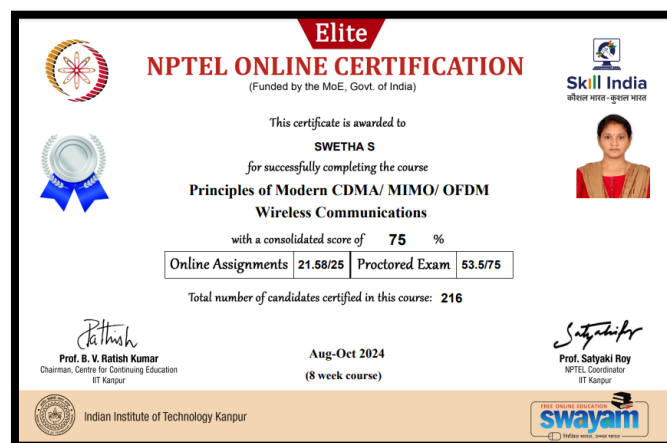 Elite
NPTEL ONLINE CERTIFICATION
(Funded by the MoE, Govt. of India)
Skill India
कौशल भारत - कुशल भारत
This certificate is awarded to
SWETHA S
for successfully completing the course
Principles of Modern CDMA/ MIMO/ OFDM
Wireless Communications
with a consolidated score of 75 %
Online Assignments 21.58/25 Proctored Exam 53.5/75
Total number of candidates certified in this course: 216
Prof. B. V. Ratish Kumar
Chairman, Centre for Continuing Education
IIT Kanpur
Aug-Oct 2024
(8 week course)
Prof. Satyaki Roy
NPTEL Coordinator
IIT Kanpur
Indian Institute of Technology Kanpur
FREE ONLINE EDUCATION
swayam
शिक्षित भारत, उन्नत भारत